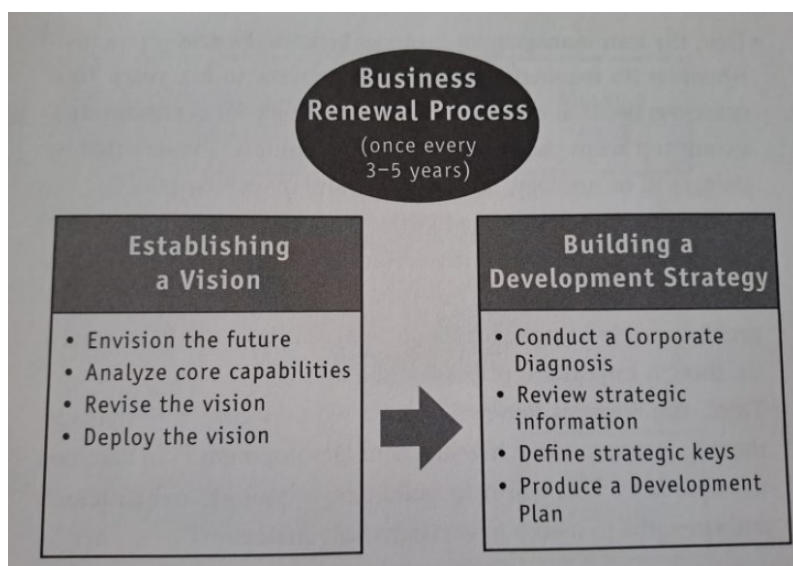 Business
Renewal Process
(once every
3–5 years)
Establishing
a Vision
• Envision the future
• Analyze core capabilities
• Revise the vision
• Deploy the vision
Building a
Development Strategy
• Conduct a Corporate
Diagnosis
• Review strategic
information
• Define strategic keys
• Produce a Development
Plan